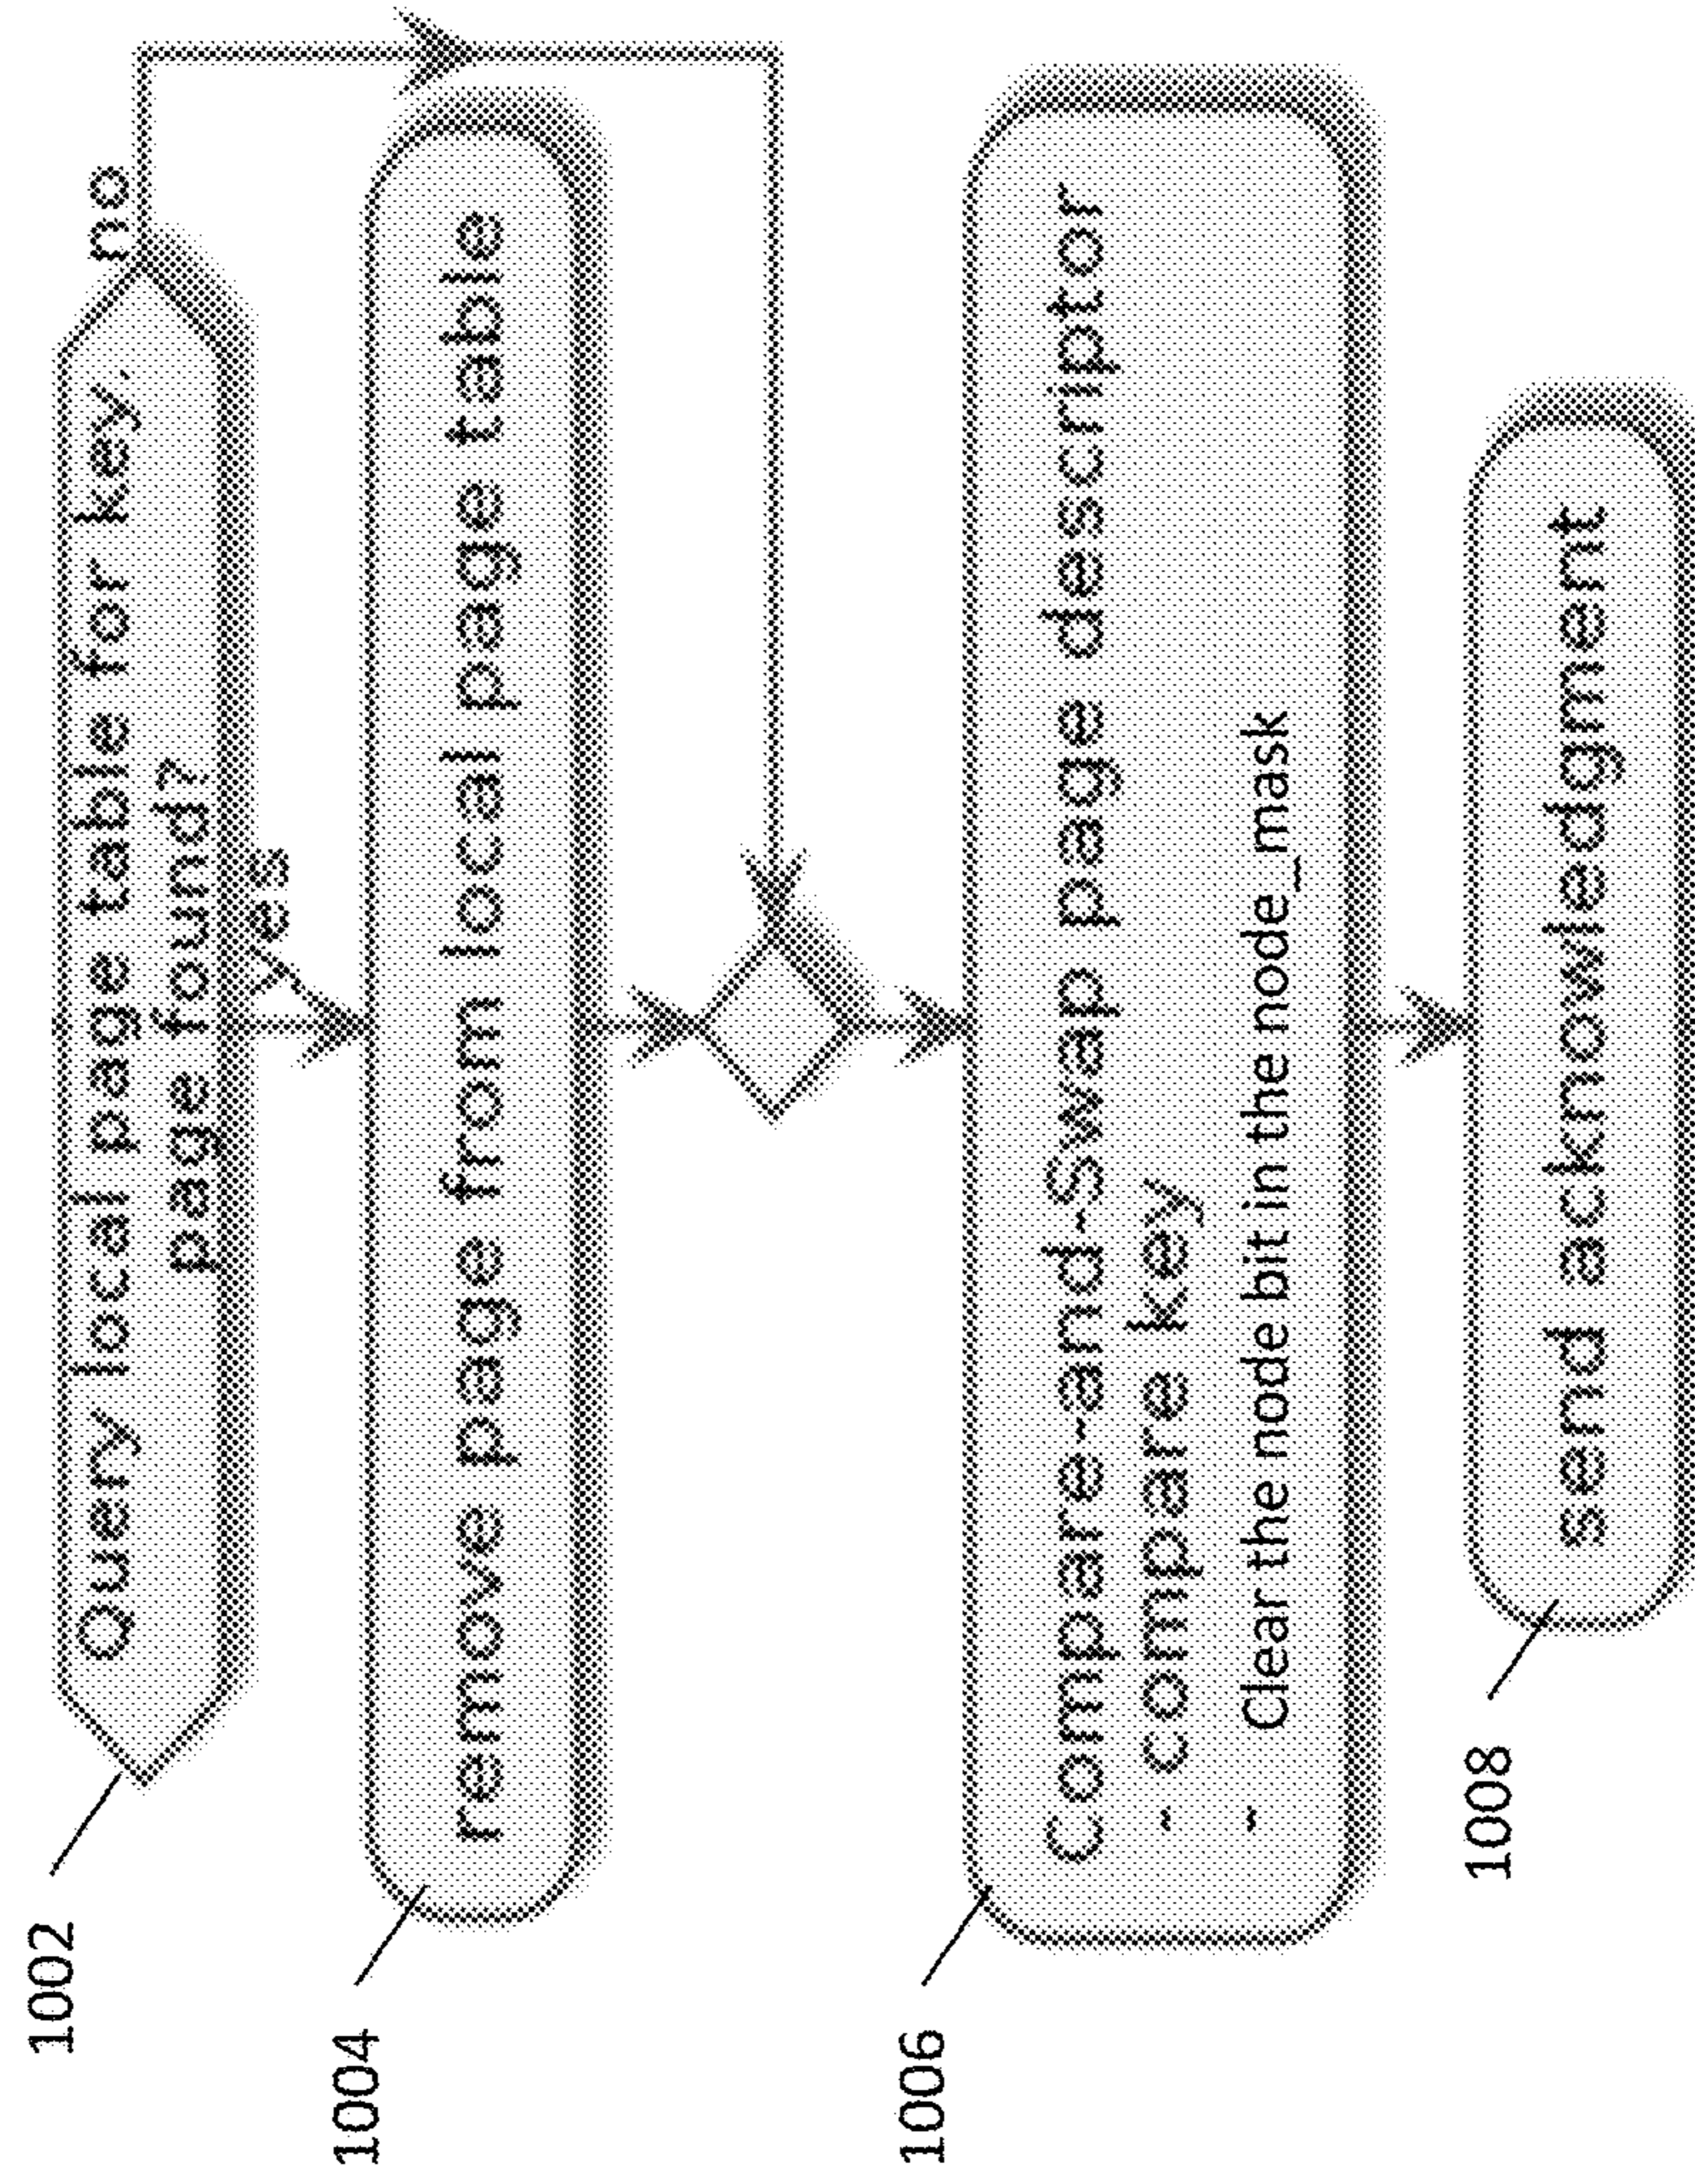 1002
Query local page table for key.
page found?
no
yes
1004
remove page from local page table
1006
Compare-and-Swap page descriptor
- compare key
- Clear the node bit in the node_mask
1008
send acknowledgment